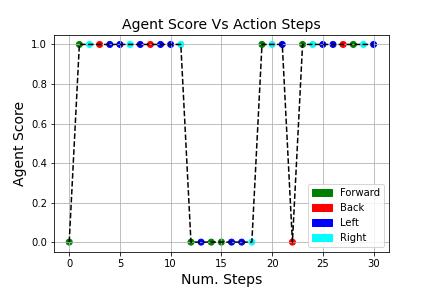 Agent Score Vs Action Steps
Agent Score
1.0
0.8
0.6
0.4
0.2
0.0
Forward
Back
Left
Right
0 5 10 15 20 25 30
Num. Steps